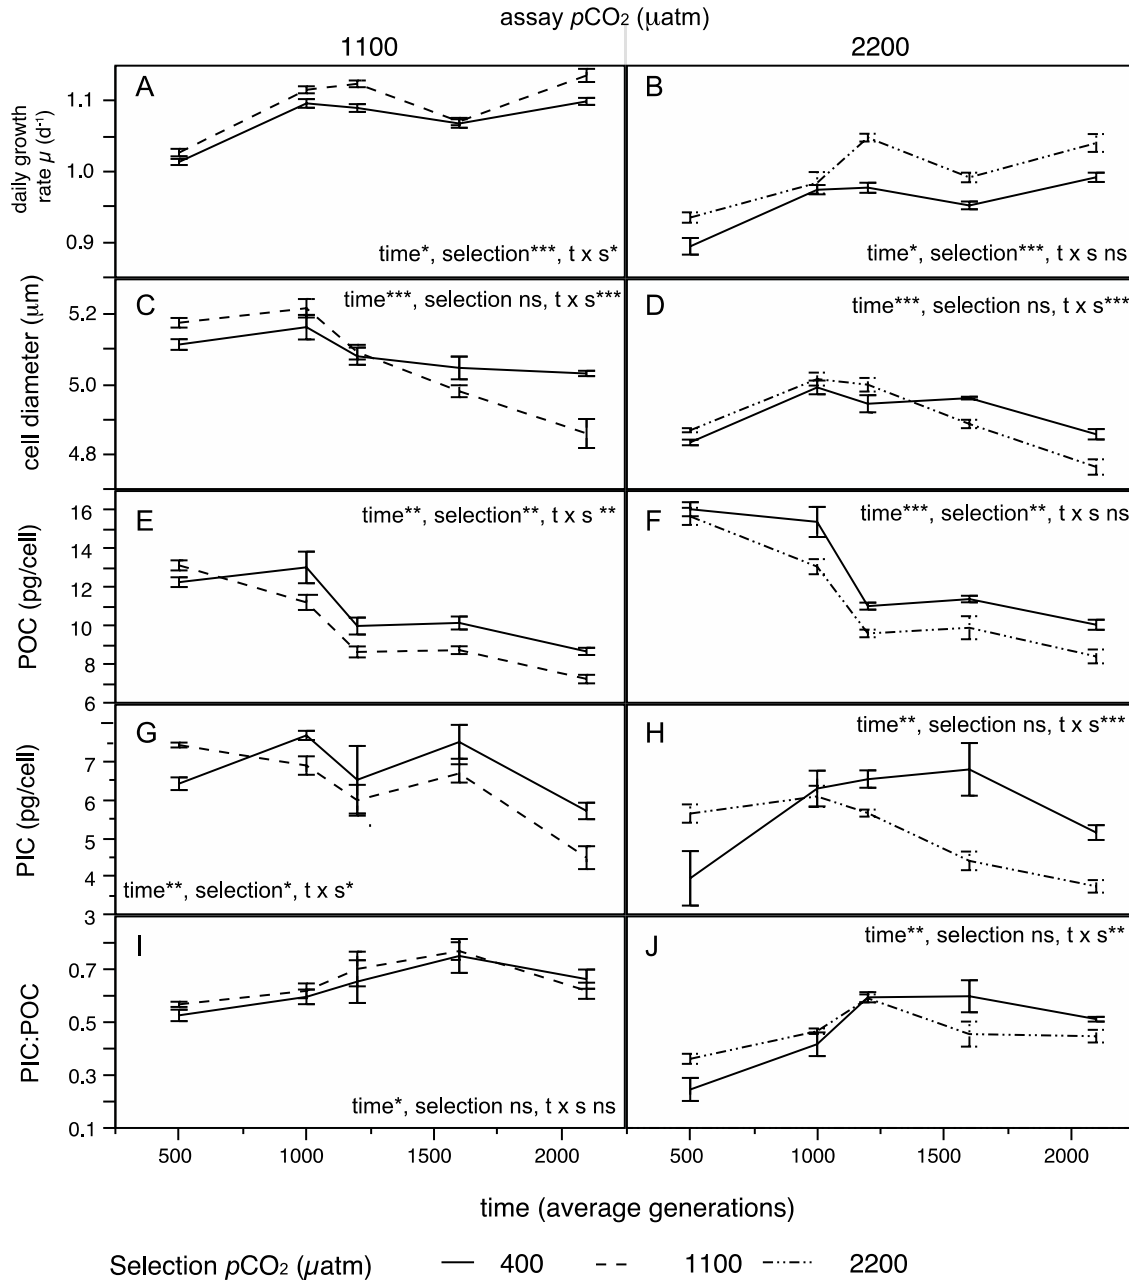 assay pCO2 (µatm)
1100 2200
A
B
daily growth
rate µ (d-1)
1.1
1.0
0.9
time*, selection***, t x s*
time*, selection***, t x s ns
C
time***, selection ns, t x s***
D
time***, selection ns, t x s***
cell diameter (µm)
5.2
5.0
4.8
E
time**, selection**, t x s **
F
time***, selection**, t x s ns
POC (pg/cell)
16
14
12
10
8
6
G
H
time**, selection ns, t x s***
PIC (pg/cell)
7
6
5
4
3
time**, selection*, t x s*
I
J
time**, selection ns, t x s**
PIC:POC
0.7
0.5
0.3
0.1
time*, selection ns, t x s ns
500 1000 1500 2000 500 1000 1500 2000
time (average generations)
Selection pCO2 (µatm) 400 1100 2200